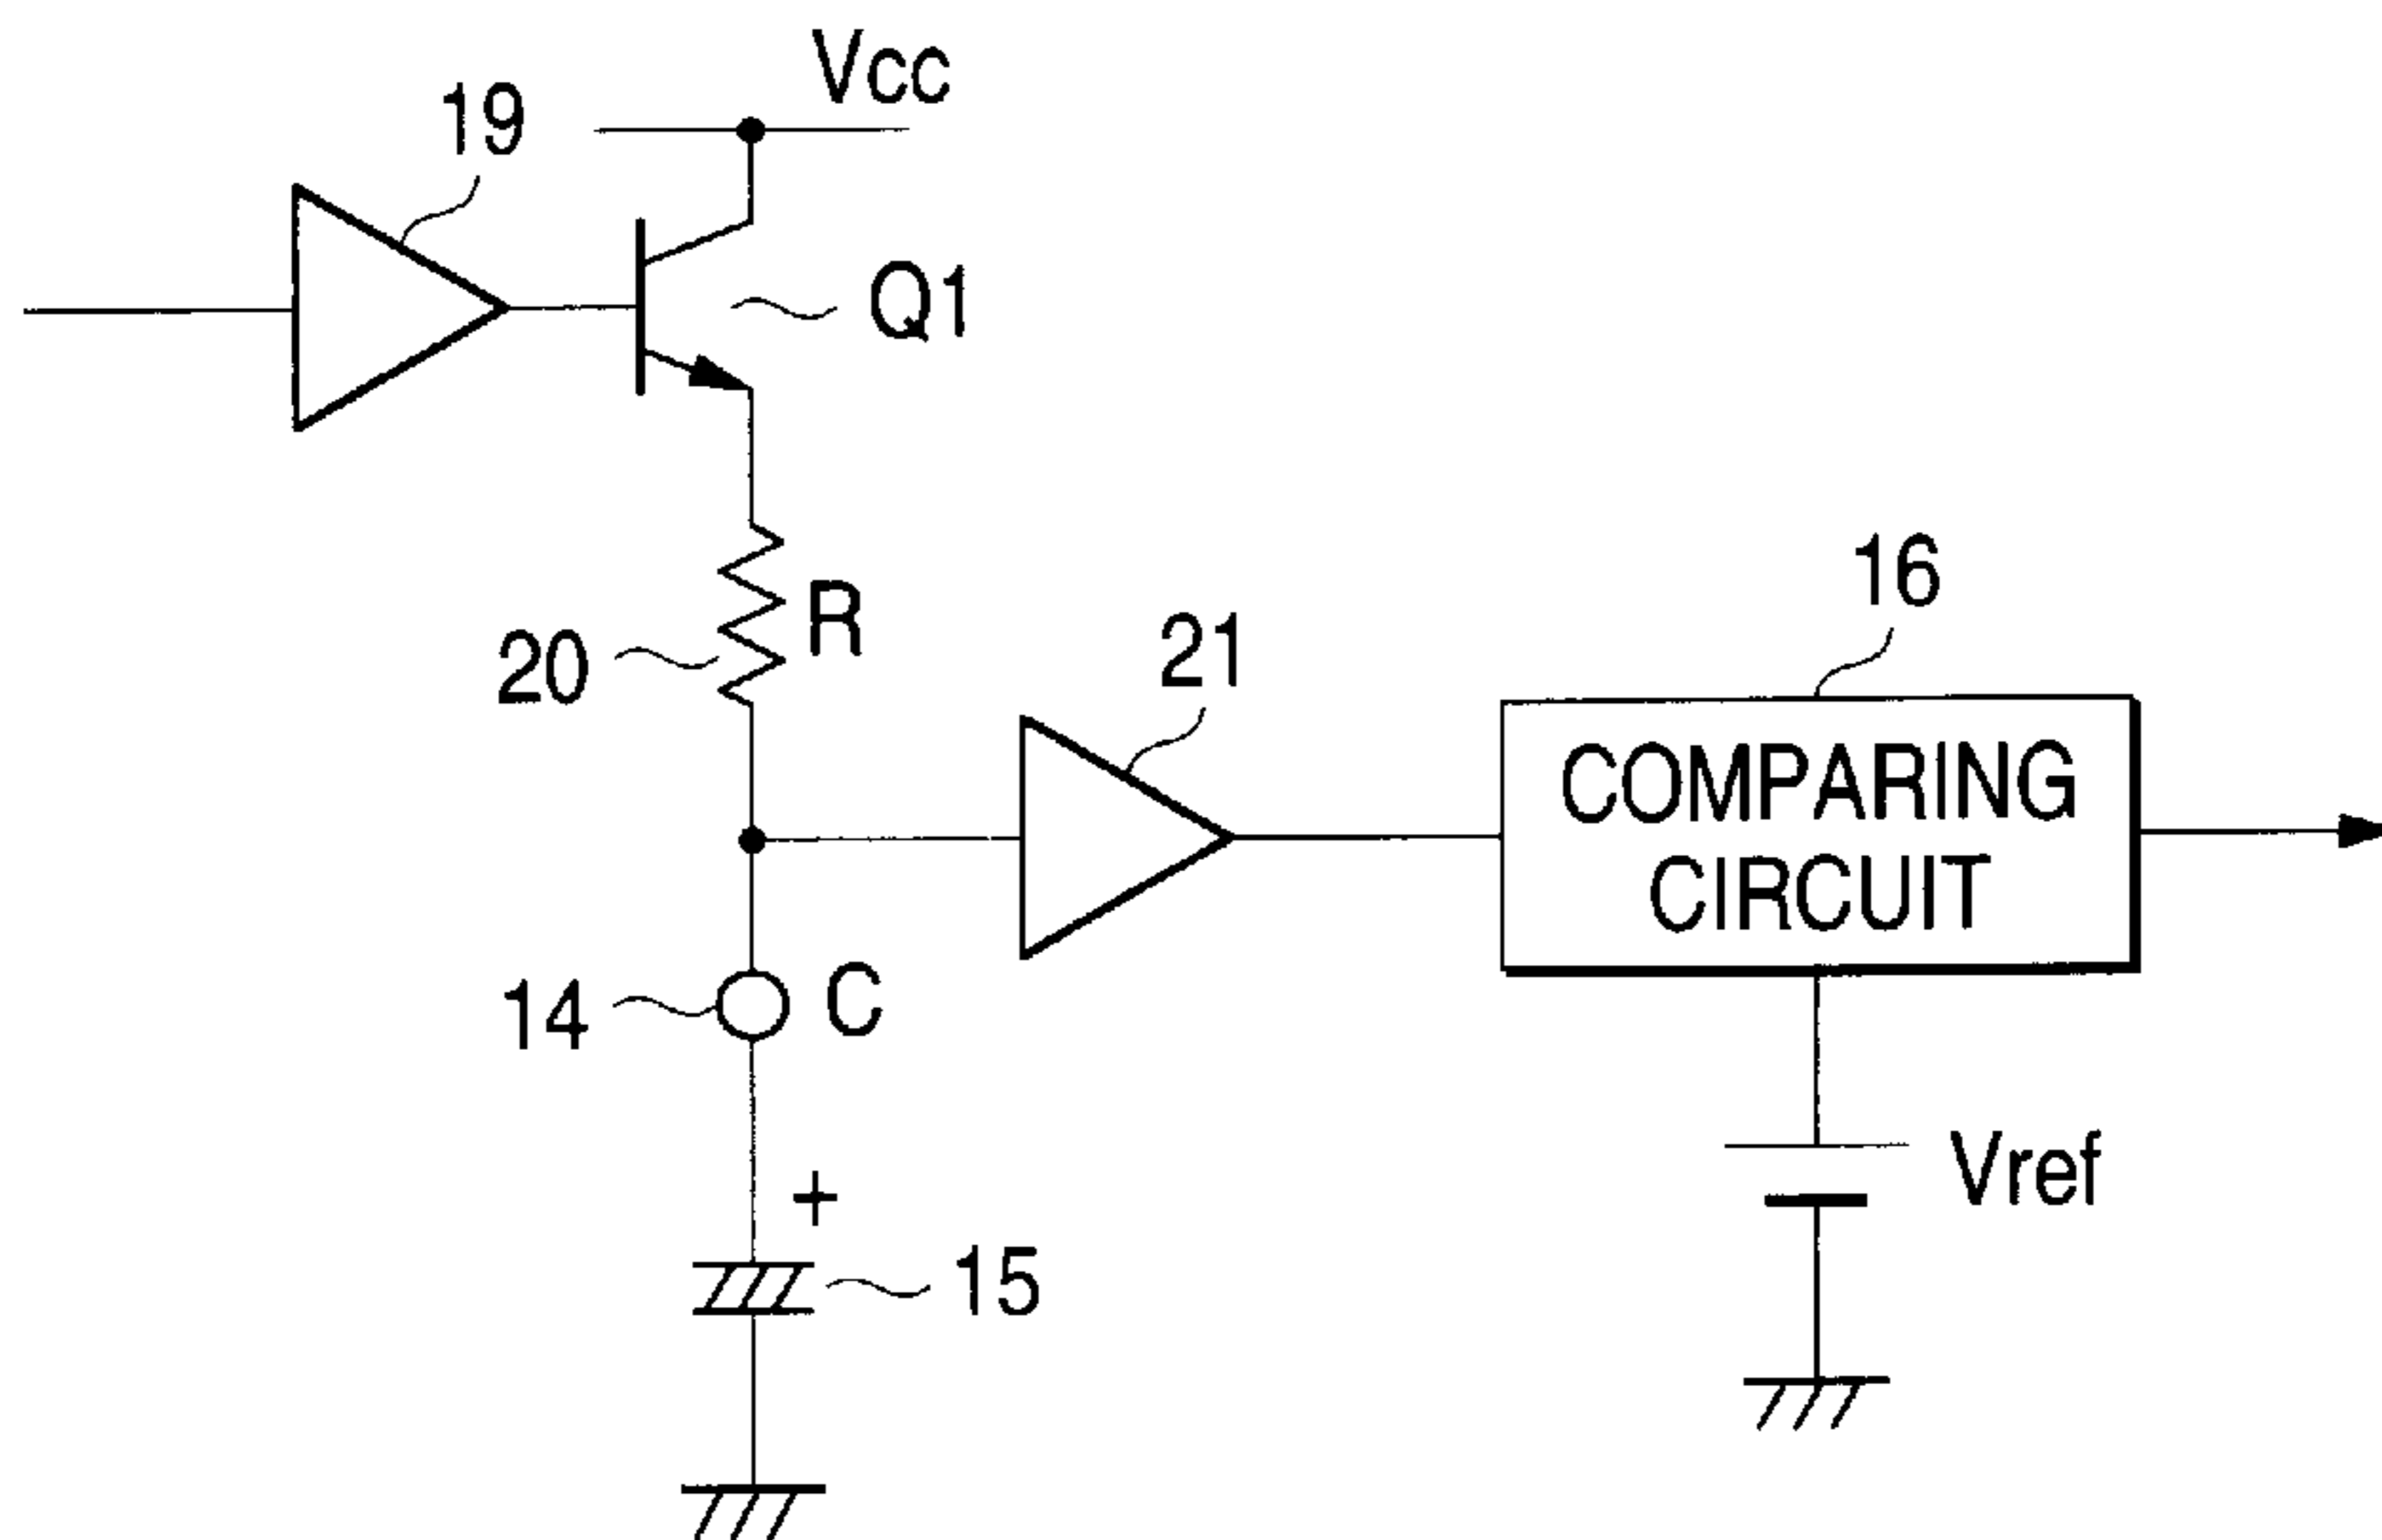 Vcc
19
Q1
R
20
21
16
COMPARING
CIRCUIT
14
C
Vref
+
15